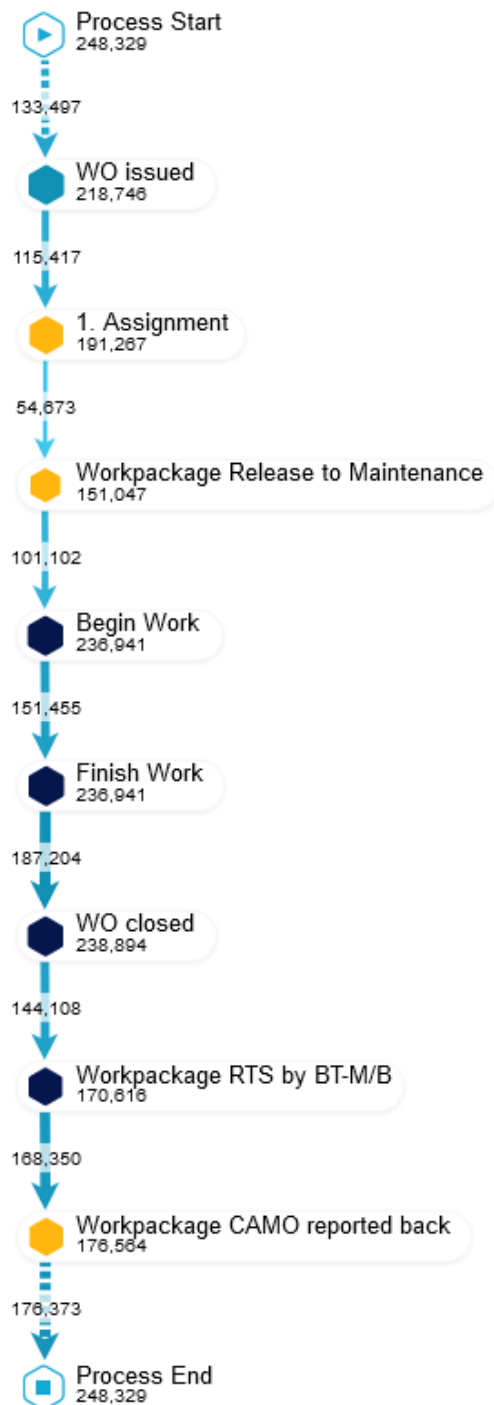 Process Start
248,329
133,497
WO issued
218,746
115,417
1. Assignment
191,267
54,673
Workpackage Release to Maintenance
151,047
101,102
Begin Work
236,941
151,455
Finish Work
236,941
187,204
WO closed
238,894
144,108
Workpackage RTS by BT-M/B
170,616
168,350
Workpackage CAMO reported back
176,564
176,373
Process End
248,329